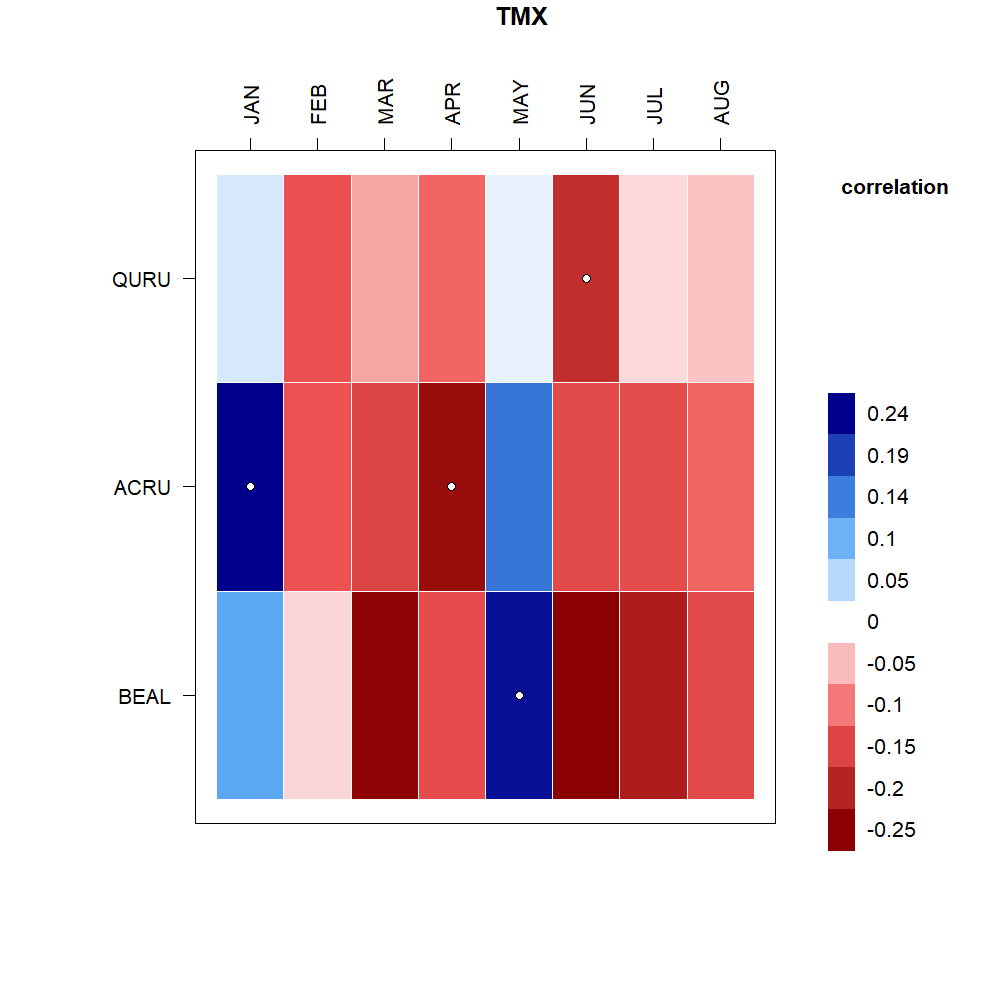 TMX
JAN
FEB
MAR
APR
MAY
JUN
JUL
AUG
correlation
QURU
ACRU
BEAL
0.24
0.19
0.14
0.1
0.05
0
-0.05
-0.1
-0.15
-0.2
-0.25